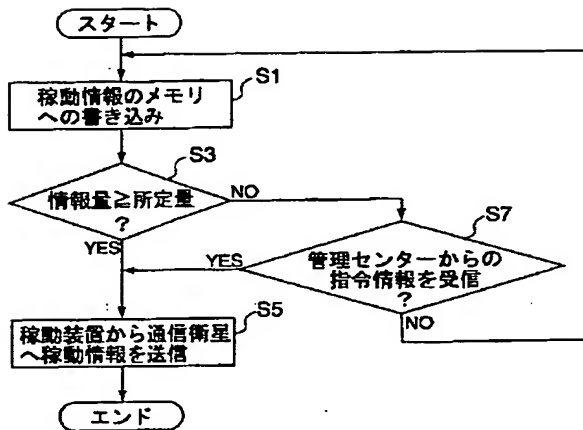 スタート
稼動情報のメモリ
への書き込み
S1
情報量≧所定量
?
S3
NO
YES
管理センターからの
指令情報を受信
?
S7
YES
NO
稼動装置から通信衛星
へ稼動情報を送信
S5
エンド